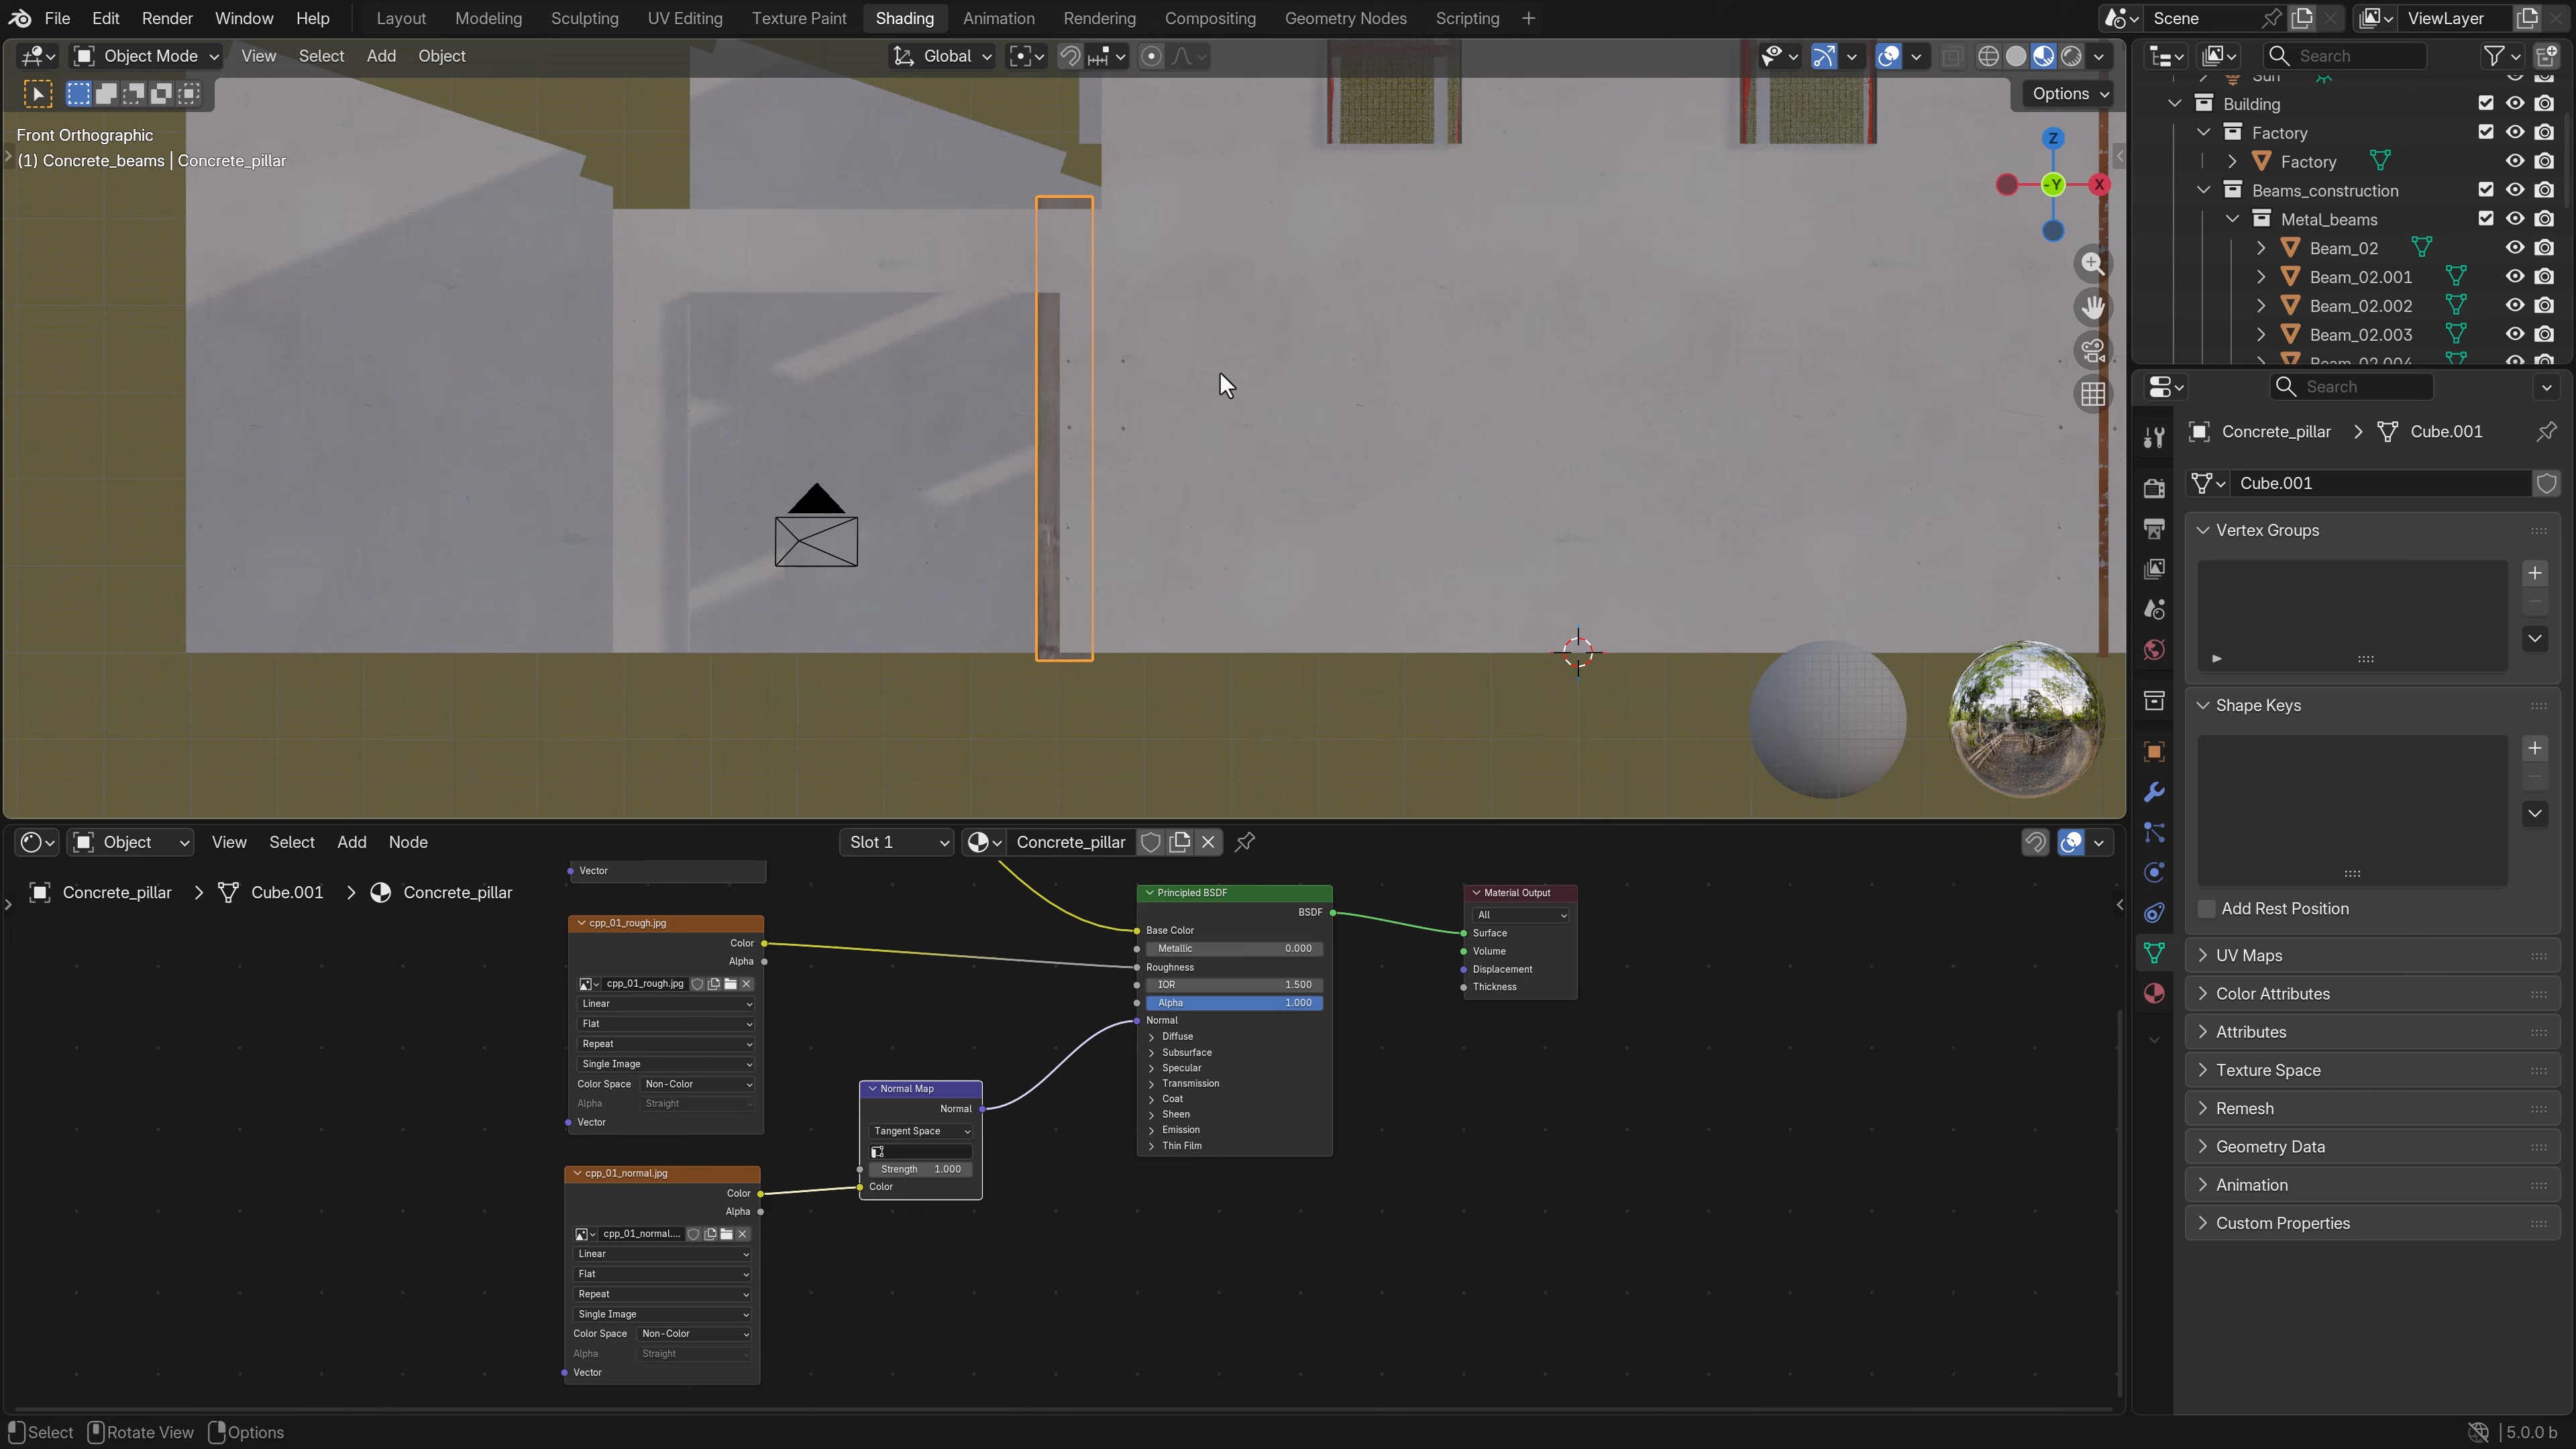 File Edit Render Window Help Layout Modeling Sculpting UV Editing Texture Paint Shading Animation Rendering Compositing Geometry Nodes Scripting + Scene ViewLayer
Object Mode View Select Add Object Global Search
Options
Front Orthographic
(1) Concrete_beams | Concrete_pillar
Z
-Y
X
Sun
Building
Factory
Factory
Beams_construction
Metal_beams
Beam_02
Beam_02.001
Beam_02.002
Beam_02.003
Beam_02.004
Search
Concrete_pillar > Cube.001
Cube.001
Vertex Groups
Shape Keys
Add Rest Position
UV Maps
Color Attributes
Attributes
Texture Space
Remesh
Geometry Data
Animation
Custom Properties
Object View Select Add Node Slot 1 Concrete_pillar
Concrete_pillar > Cube.001 > Concrete_pillar
Vector
cpp_01_rough.jpg
Color
Alpha
cpp_01_rough.jpg
Linear
Flat
Repeat
Single Image
Color Space Non-Color
Alpha Straight
Vector
cpp_01_normal.jpg
Color
Alpha
cpp_01_normal....
Linear
Flat
Repeat
Single Image
Color Space Non-Color
Alpha Straight
Vector
Normal Map
Normal
Tangent Space
Strength 1.000
Color
Principled BSDF
BSDF
Base Color
Metallic 0.000
Roughness
IOR 1.500
Alpha 1.000
Normal
Diffuse
Subsurface
Specular
Transmission
Coat
Sheen
Emission
Thin Film
Material Output
All
Surface
Volume
Displacement
Thickness
Select Rotate View Options 5.0.0 b